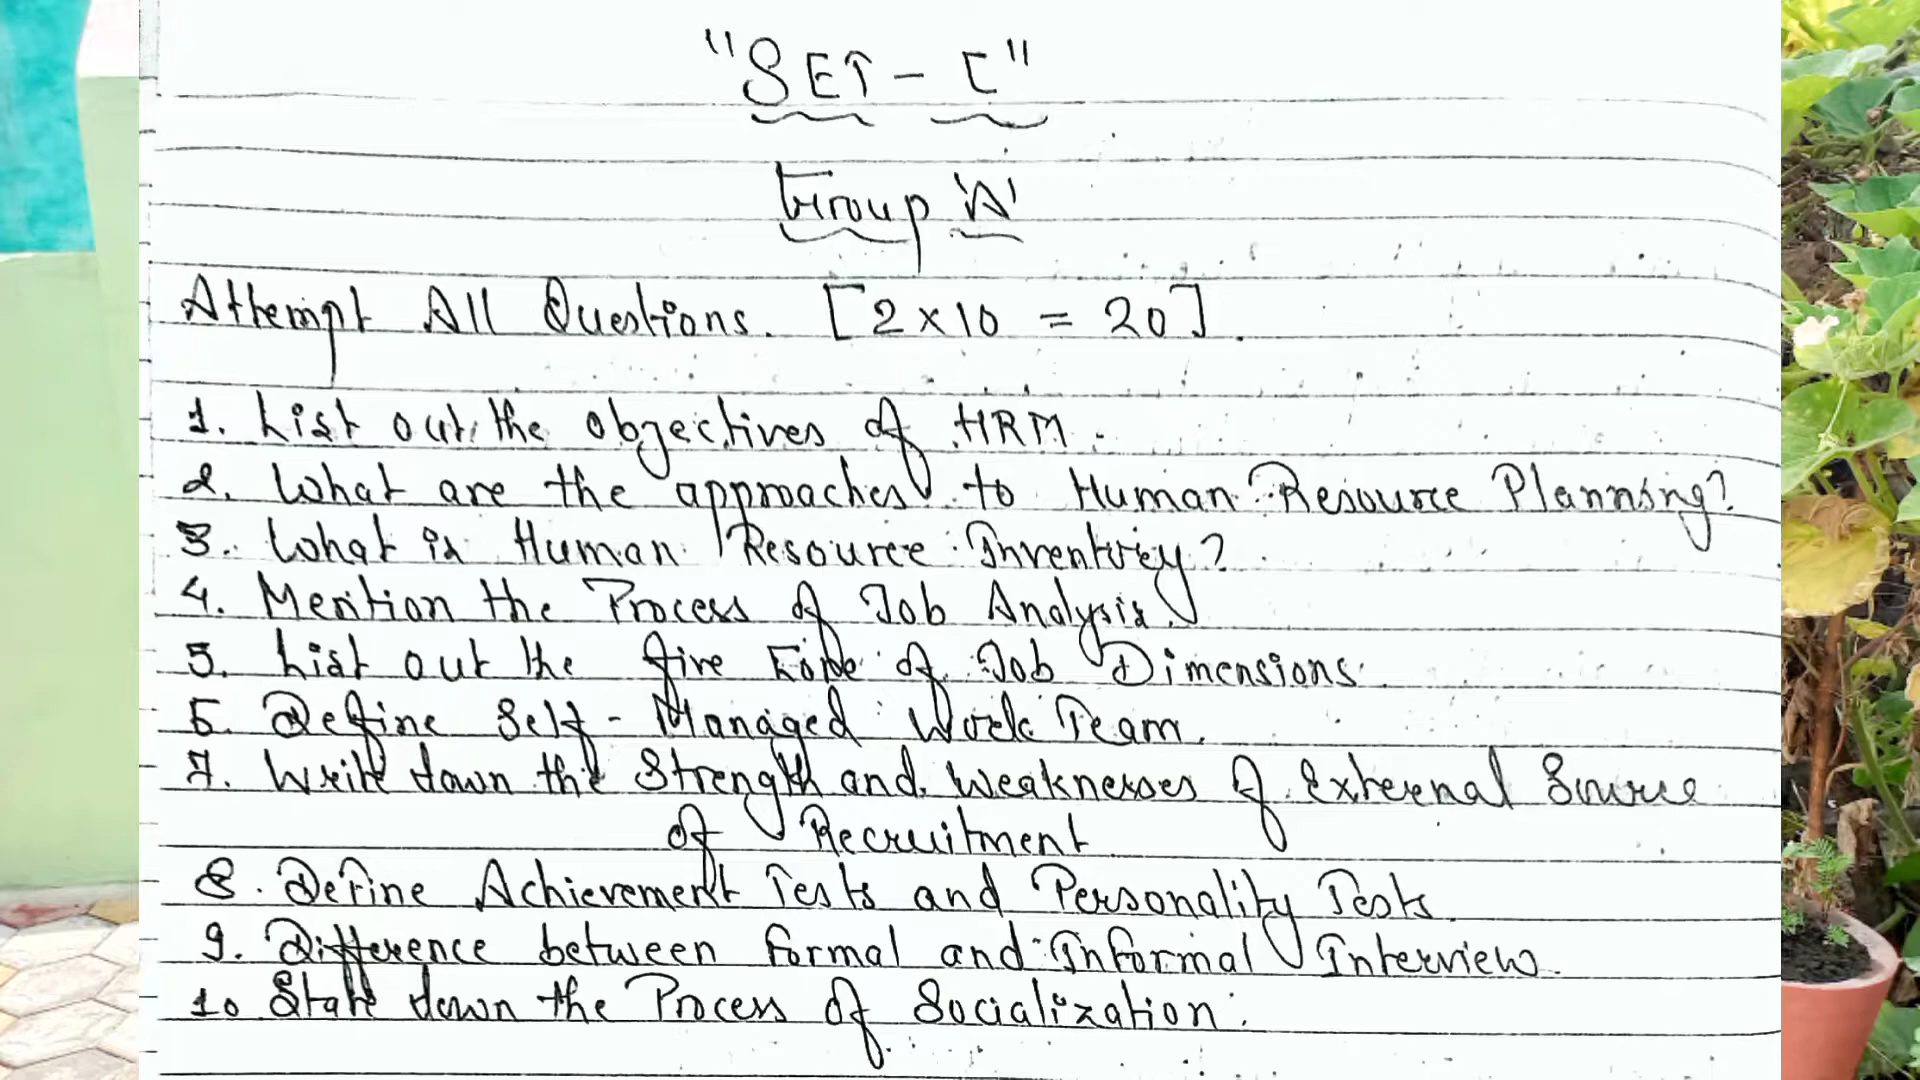 "SET - C"
Group 'A'
Attempt All Questions. [2×10 = 20].
1. List out the objectives of HRM.
2. What are the approaches to Human Resource Planning?
3. What is Human Resource Inventory?
4. Mention the Process of Job Analysis.
5. List out the five Core of Job Dimensions.
6. Define Self-Managed Work Team.
7. Write down the Strength and Weaknesses of External Source
of Recruitment
8. Define Achievement Tests and Personality Tests.
9. Difference between Formal and Informal Interview.
10 State down the Process of Socialization.